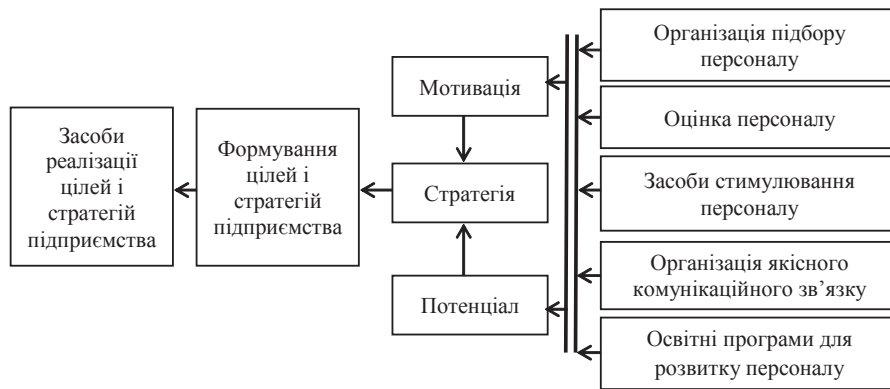 Засоби
реалізації
цілей і
стратегій
підприємства
Формування
цілей і
стратегій
підприємства
Мотивація
Стратегія
Потенціал
Організація підбору
персоналу
Оцінка персоналу
Засоби стимулювання
персоналу
Організація якісного
комунікаційного зв’язку
Освітні програми для
розвитку персоналу